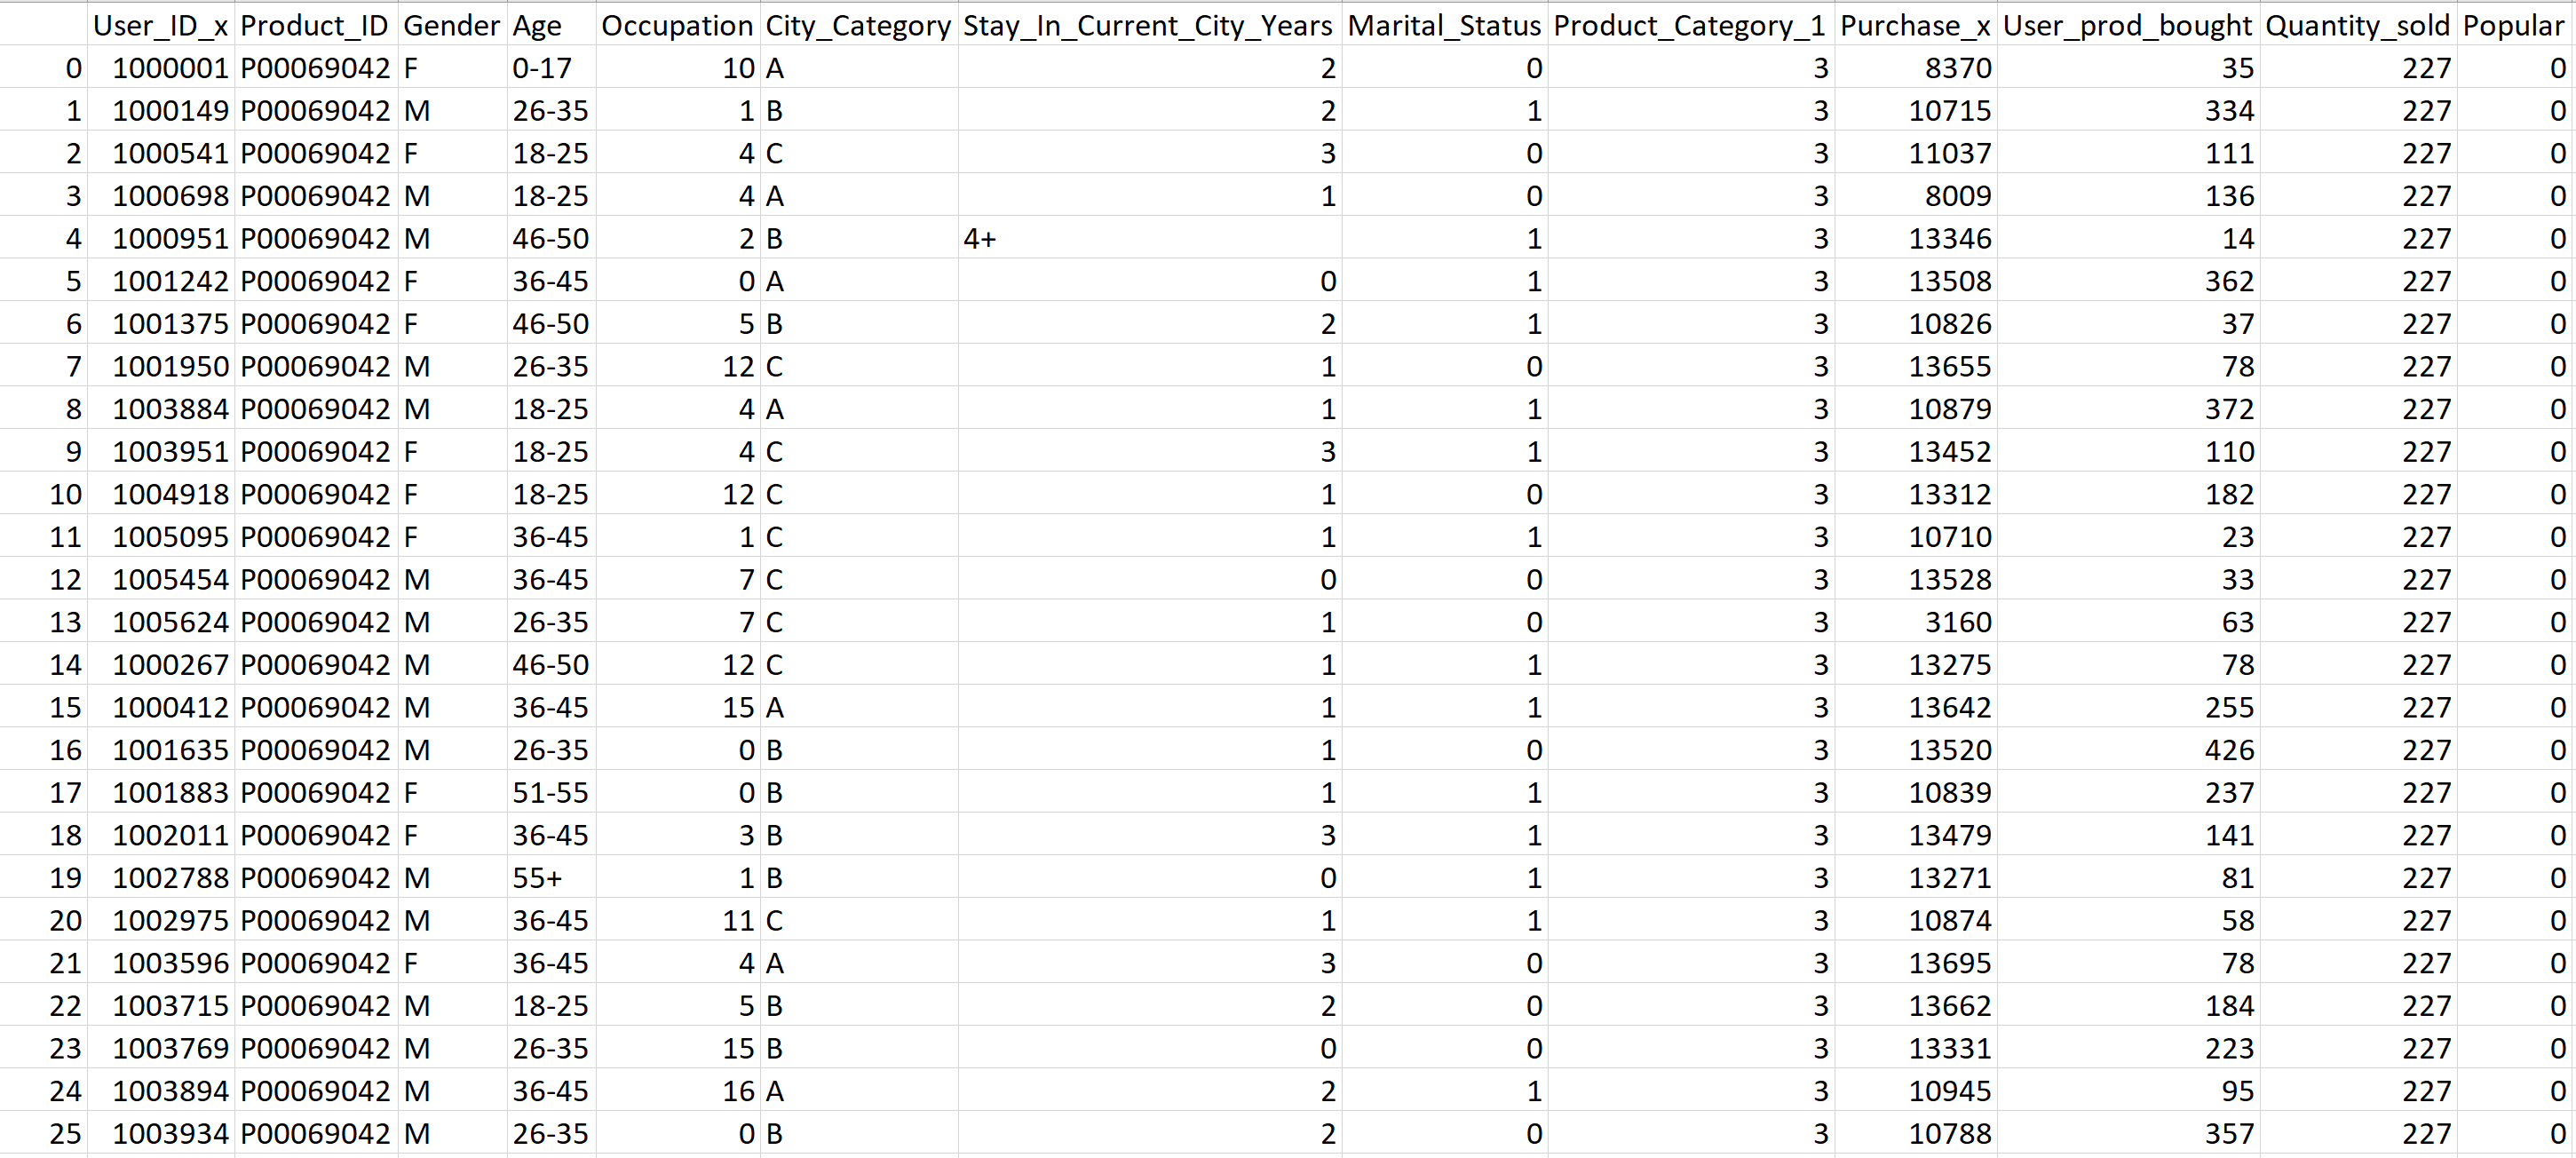 User_ID_x Product_ID Gender Age Occupation City_Category Stay_In_Current_City_Years Marital_Status Product_Category_1 Purchase_x User_prod_bought Quantity_sold Popular
0 1000001 P00069042 F 0-17 10 A 2 0 3 8370 35 227 0
1 1000149 P00069042 M 26-35 1 B 2 1 3 10715 334 227 0
2 1000541 P00069042 F 18-25 4 C 3 0 3 11037 111 227 0
3 1000698 P00069042 M 18-25 4 A 1 0 3 8009 136 227 0
4 1000951 P00069042 M 46-50 2 B 4+ 1 3 13346 14 227 0
5 1001242 P00069042 F 36-45 0 A 0 1 3 13508 362 227 0
6 1001375 P00069042 F 46-50 5 B 2 1 3 10826 37 227 0
7 1001950 P00069042 M 26-35 12 C 1 0 3 13655 78 227 0
8 1003884 P00069042 M 18-25 4 A 1 1 3 10879 372 227 0
9 1003951 P00069042 F 18-25 4 C 3 1 3 13452 110 227 0
10 1004918 P00069042 F 18-25 12 C 1 0 3 13312 182 227 0
11 1005095 P00069042 F 36-45 1 C 1 1 3 10710 23 227 0
12 1005454 P00069042 M 36-45 7 C 0 0 3 13528 33 227 0
13 1005624 P00069042 M 26-35 7 C 1 0 3 3160 63 227 0
14 1000267 P00069042 M 46-50 12 C 1 1 3 13275 78 227 0
15 1000412 P00069042 M 36-45 15 A 1 1 3 13642 255 227 0
16 1001635 P00069042 M 26-35 0 B 1 0 3 13520 426 227 0
17 1001883 P00069042 F 51-55 0 B 1 1 3 10839 237 227 0
18 1002011 P00069042 F 36-45 3 B 3 1 3 13479 141 227 0
19 1002788 P00069042 M 55+ 1 B 0 1 3 13271 81 227 0
20 1002975 P00069042 M 36-45 11 C 1 1 3 10874 58 227 0
21 1003596 P00069042 F 36-45 4 A 3 0 3 13695 78 227 0
22 1003715 P00069042 M 18-25 5 B 2 0 3 13662 184 227 0
23 1003769 P00069042 M 26-35 15 B 0 0 3 13331 223 227 0
24 1003894 P00069042 M 36-45 16 A 2 1 3 10945 95 227 0
25 1003934 P00069042 M 26-35 0 B 2 0 3 10788 357 227 0